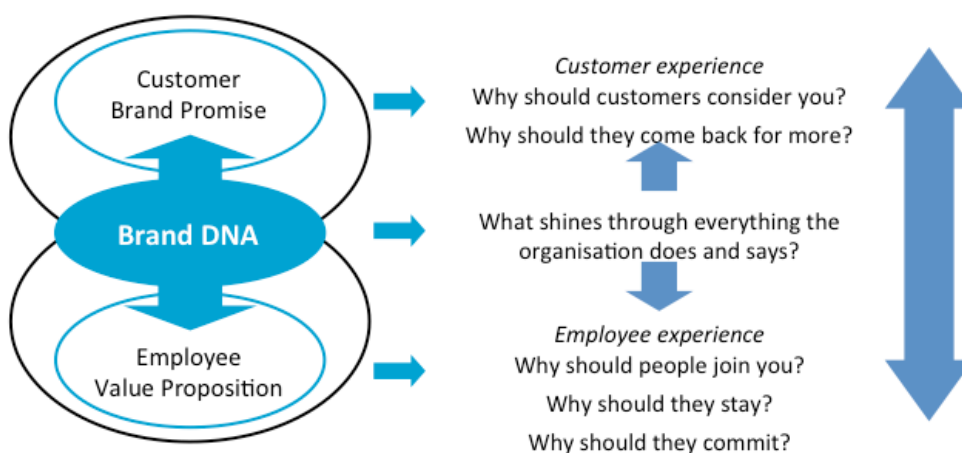 Customer
Brand Promise
Brand DNA
Employee
Value Proposition
Customer experience
Why should customers consider you?
Why should they come back for more?
What shines through everything the
organisation does and says?
Employee experience
Why should people join you?
Why should they stay?
Why should they commit?